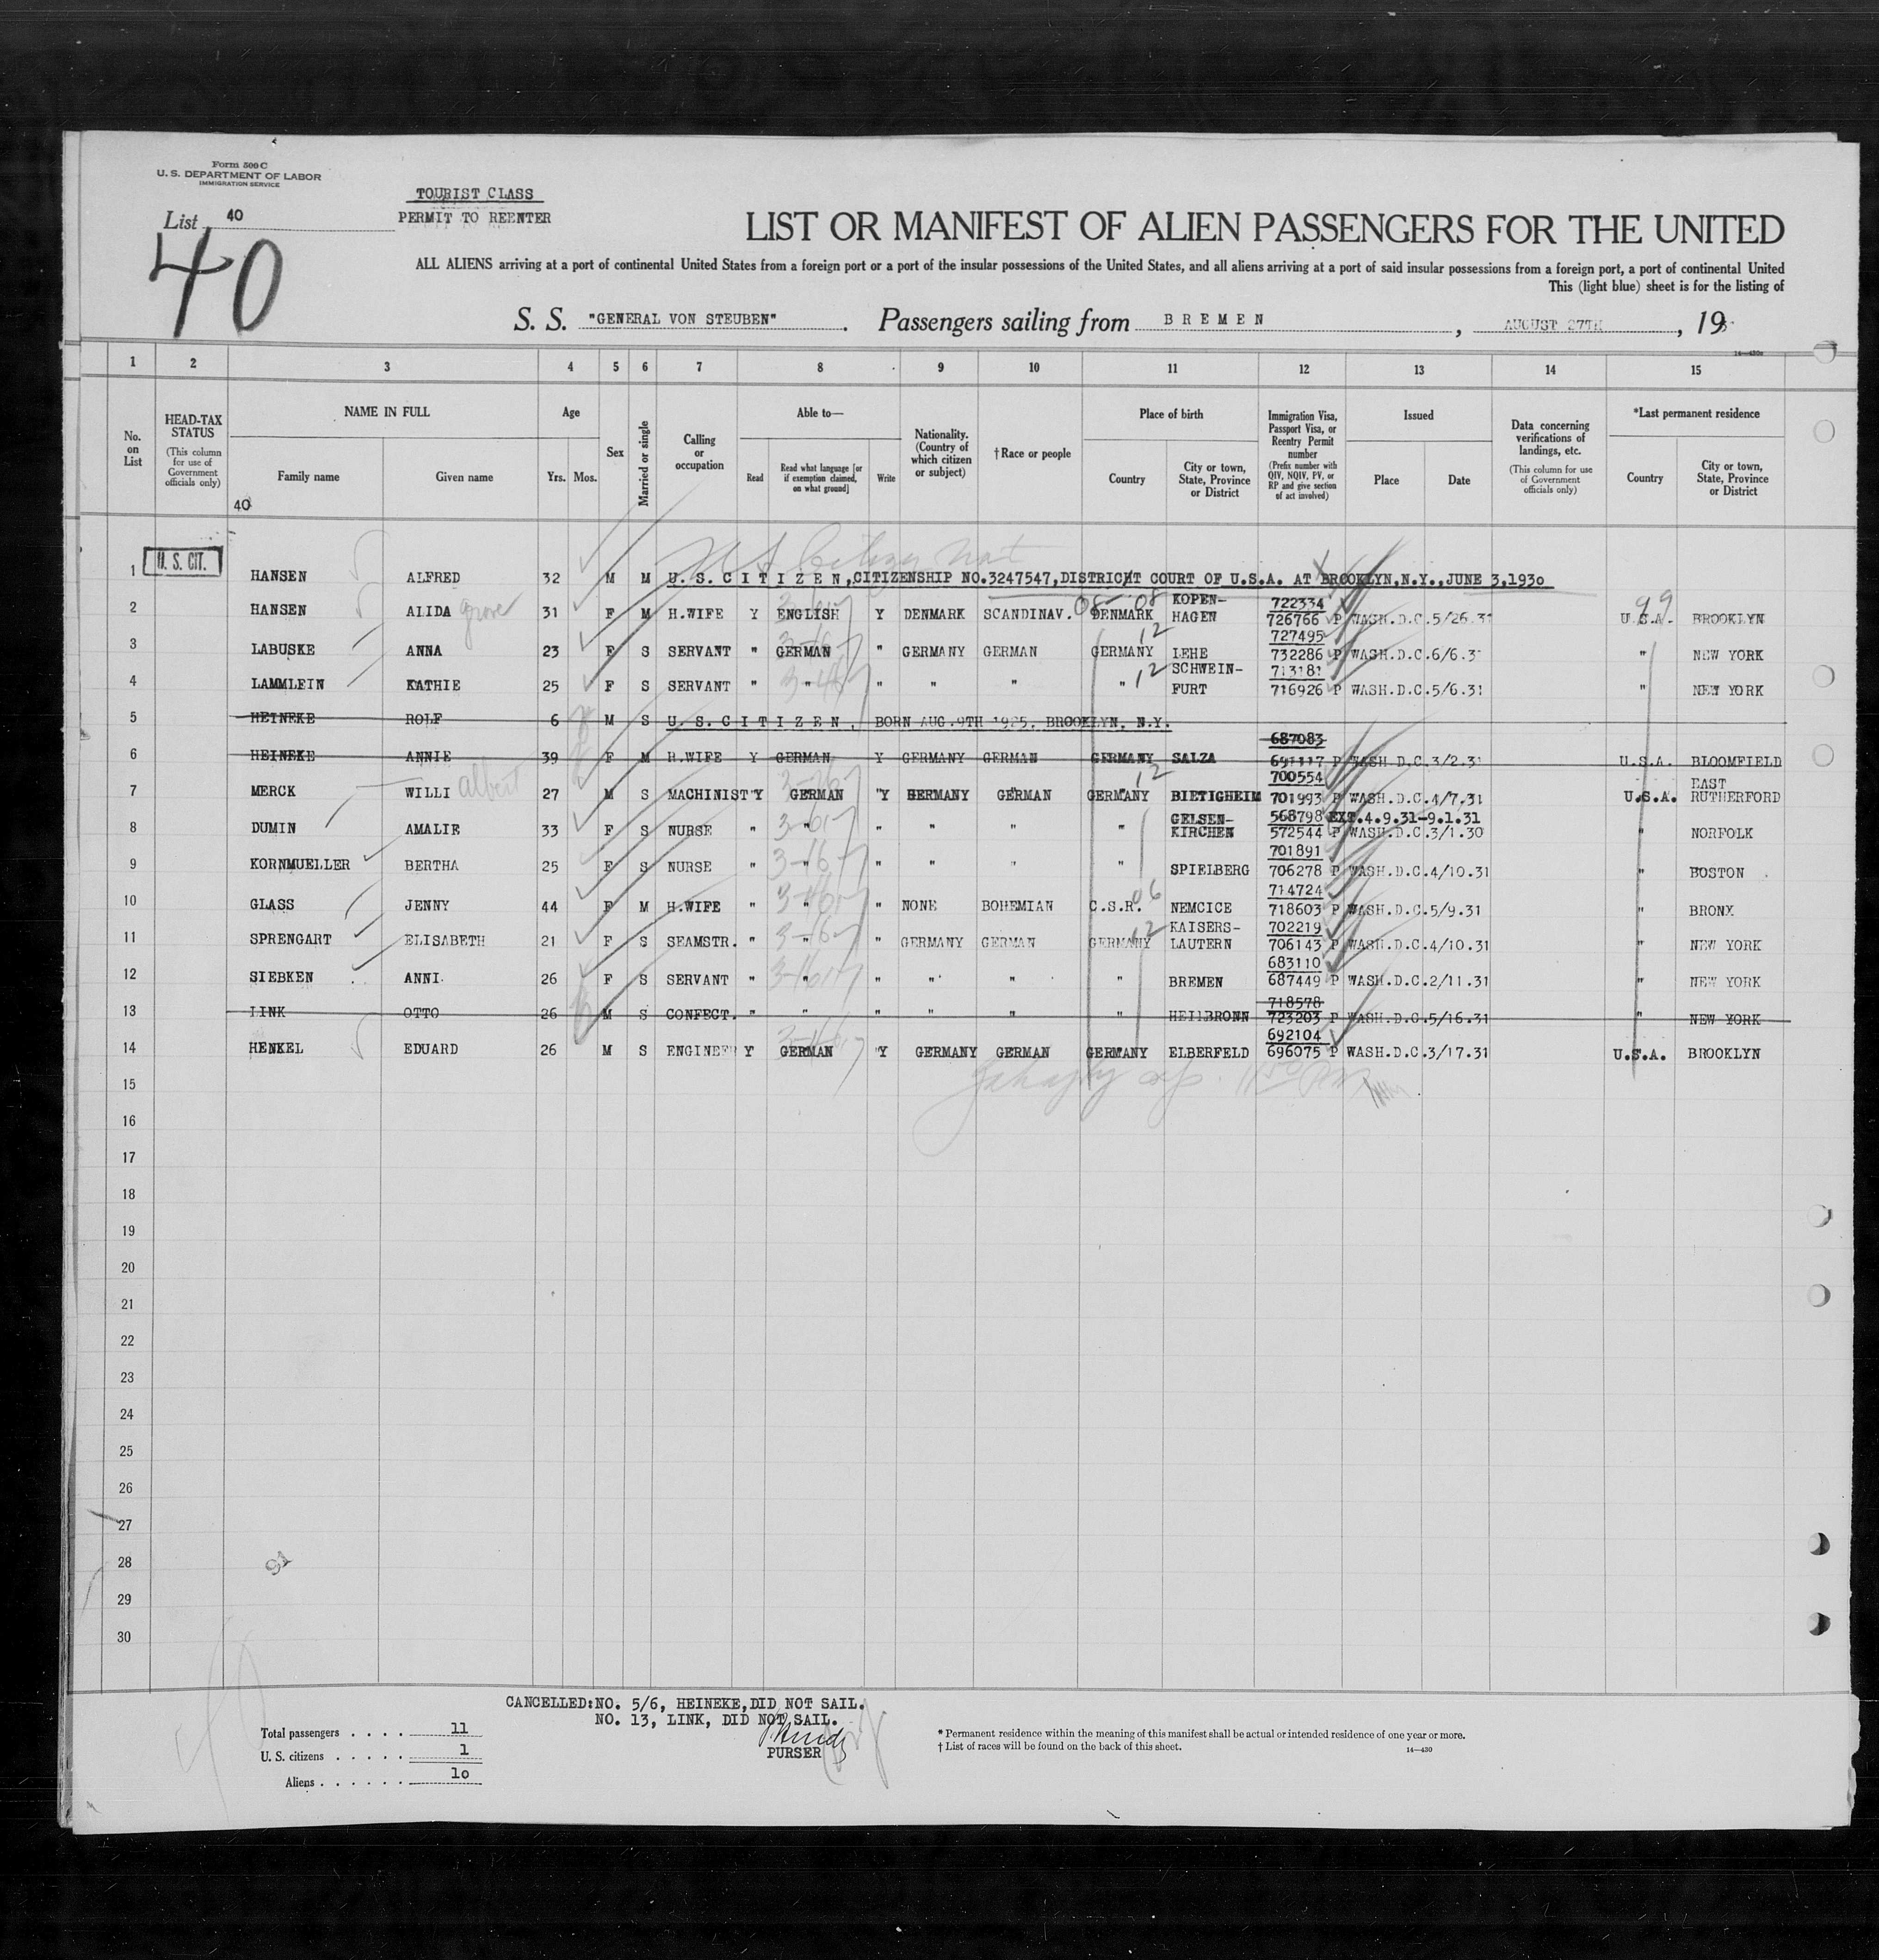 Form 500 C
U. S. DEPARTMENT OF LABOR
IMMIGRATION SERVICE
List 40
40
TOURIST CLASS
PERMIT TO REENTER
LIST OR MANIFEST OF ALIEN PASSENGERS FOR THE UNITED
ALL ALIENS arriving at a port of continental United States from a foreign port or a port of the insular possessions of the United States, and all aliens arriving at a port of said insular possessions from a foreign port, a port of continental United
This (light blue) sheet is for the listing of
S. S. "GENERAL VON STEUBEN" . Passengers sailing from BREMEN , AUGUST 27TH , 193
14—430c
1 2 3 4 5 6 7 8 9 10 11 12 13 14 15
No. on List
HEAD-TAX STATUS (This column for use of Government officials only)
NAME IN FULL Family name Given name
Age Yrs. Mos.
Sex
Married or single
Calling or occupation
Able to— Read Read what language [or if exemption claimed, on what ground] Write
Nationality. (Country of which citizen or subject)
†Race or people
Place of birth Country City or town, State, Province or District
Immigration Visa, Passport Visa, or Reentry Permit number (Prefix number with QIV, NQIV, PV, or RP and give section of act involved)
Issued Place Date
Data concerning verifications of landings, etc. (This column for use of Government officials only)
*Last permanent residence Country City or town, State, Province or District
40
U. S. CIT.
1 HANSEN ALFRED 32 M M U. S. CITIZEN, CITIZENSHIP NO.3247547, DISTRICT COURT OF U.S.A. AT BROOKLYN, N.Y., JUNE 3, 1930
2 HANSEN ALIDA grove 31 F M H.WIFE Y ENGLISH Y DENMARK SCANDINAV. 08 08 DENMARK KOPEN-HAGEN 722334 726766 P WASH.D.C. 5/26.31 99 U.S.A. BROOKLYN
3 LABUSKE ANNA 23 F S SERVANT " GERMAN " GERMANY GERMAN GERMANY 12 LEHE 727495 732286 P WASH.D.C. 6/6.31 " NEW YORK
4 LAMMLEIN KATHIE 25 F S SERVANT " " " " " " 12 SCHWEIN-FURT 713181 716926 P WASH.D.C. 5/6.31 " NEW YORK
5 HEINEKE ROLF 6 M S U. S. CITIZEN, BORN AUG.9TH 1925, BROOKLYN, N.Y.
6 HEINEKE ANNIE 39 F M H.WIFE Y GERMAN Y GERMANY GERMAN GERMANY SALZA 687083 691117 P WASH.D.C. 3/2.31 U.S.A. BLOOMFIELD
7 MERCK WILLI albert 27 M S MACHINIST Y GERMAN Y GERMANY GERMAN GERMANY 12 BIETIGHEIM 700554 701993 P WASH.D.C. 4/7.31 U.S.A. EAST RUTHERFORD
8 DUMIN AMALIE 33 F S NURSE " " " " " " GELSEN-KIRCHEN 568798 EXT.4.9.31-9.1.31 572544 P WASH.D.C. 3/1.30 " NORFOLK
9 KORNMUELLER BERTHA 25 F S NURSE " " " " " " SPIELBERG 701891 706278 P WASH.D.C. 4/10.31 " BOSTON
10 GLASS JENNY 44 F M H.WIFE " " " NONE BOHEMIAN C.S.R. 06 NEMCICE 714724 718603 P WASH.D.C. 5/9.31 " BRONX
11 SPRENGART ELISABETH 21 F S SEAMSTR. " " " GERMANY GERMAN GERMANY 12 KAISERS-LAUTERN 702219 706143 P WASH.D.C. 4/10.31 " NEW YORK
12 SIEBKEN ANNI. 26 F S SERVANT " " " " " " BREMEN 683110 687449 P WASH.D.C. 2/11.31 " NEW YORK
13 LINK OTTO 26 M S CONFECT. " " " " " " HEILBRONN 718578 723203 P WASH.D.C. 5/16.31 " NEW YORK
14 HENKEL EDUARD 26 M S ENGINEER Y GERMAN Y GERMANY GERMAN GERMANY ELBERFELD 692104 696075 P WASH.D.C. 3/17.31 U.S.A. BROOKLYN
15
16
17
18
19
20
21
22
23
24
25
26
27
28
29
30
CANCELLED: NO. 5/6, HEINEKE, DID NOT SAIL.
NO. 13, LINK, DID NOT SAIL.
PURSER
Total passengers . . . . 11
U. S. citizens . . . . . 1
Aliens . . . . . . 10
* Permanent residence within the meaning of this manifest shall be actual or intended residence of one year or more.
† List of races will be found on the back of this sheet.
14—430